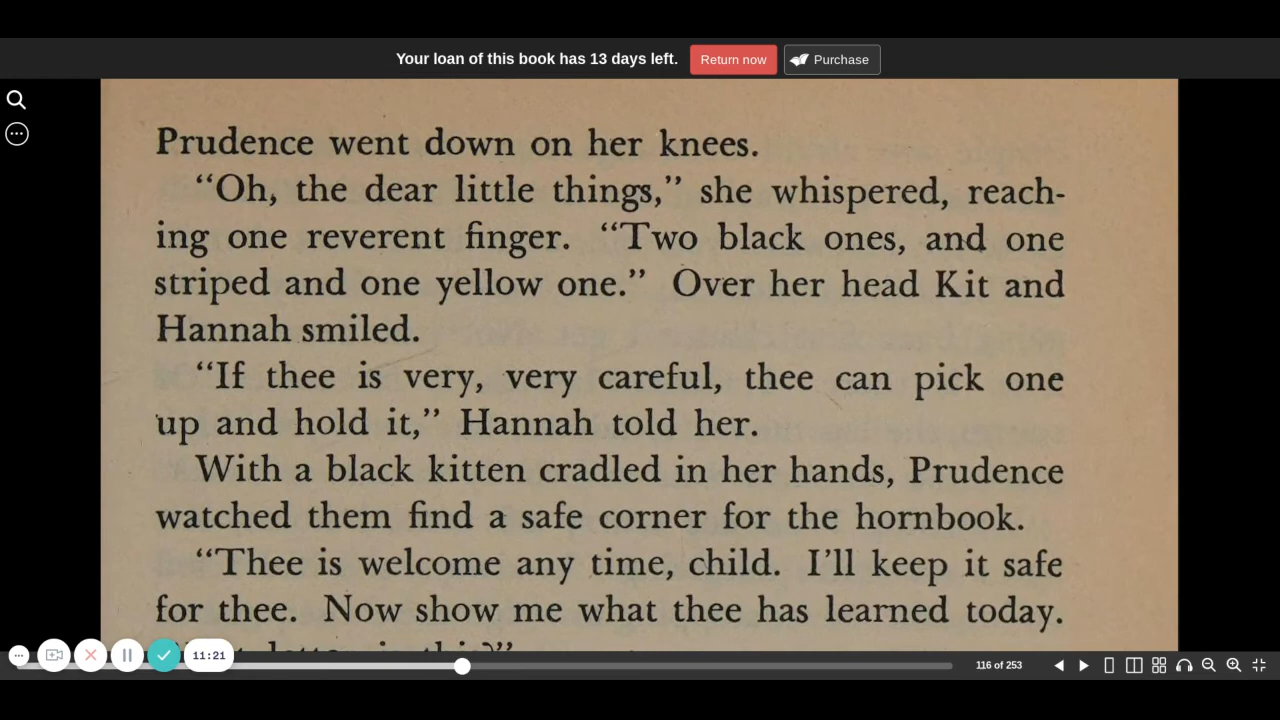 Your loan of this book has 13 days left. Return now Purchase
Prudence went down on her knees.
“Oh, the dear little things,” she whispered, reach-
ing one reverent finger. “Two black ones, and one
striped and one yellow one.” Over her head Kit and
Hannah smiled.
“If thee is very, very careful, thee can pick one
up and hold it,” Hannah told her.
With a black kitten cradled in her hands, Prudence
watched them find a safe corner for the hornbook.
“Thee is welcome any time, child. I’ll keep it safe
for thee. Now show me what thee has learned today.
11:21
116 of 253